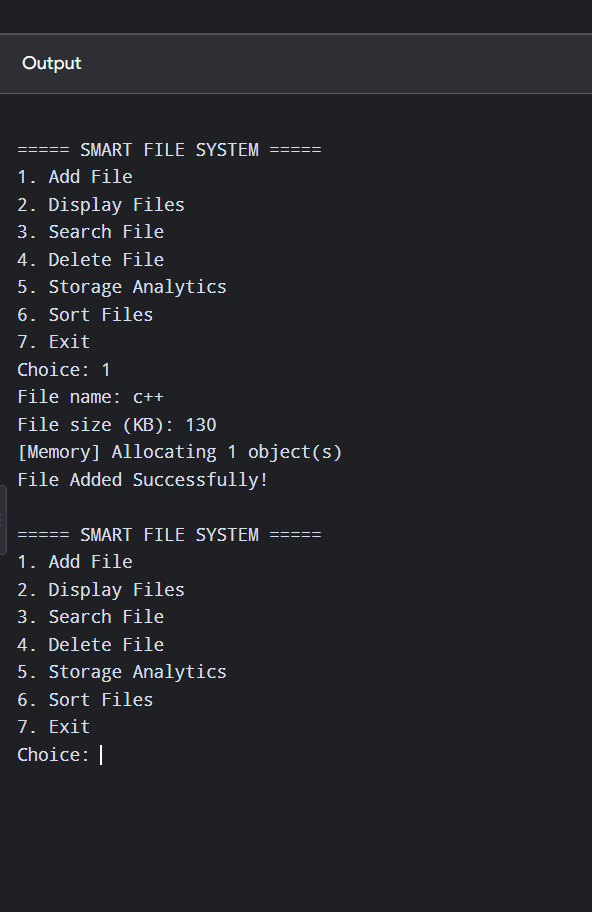 Output
===== SMART FILE SYSTEM =====
1. Add File
2. Display Files
3. Search File
4. Delete File
5. Storage Analytics
6. Sort Files
7. Exit
Choice: 1
File name: c++
File size (KB): 130
[Memory] Allocating 1 object(s)
File Added Successfully!
===== SMART FILE SYSTEM =====
1. Add File
2. Display Files
3. Search File
4. Delete File
5. Storage Analytics
6. Sort Files
7. Exit
Choice: